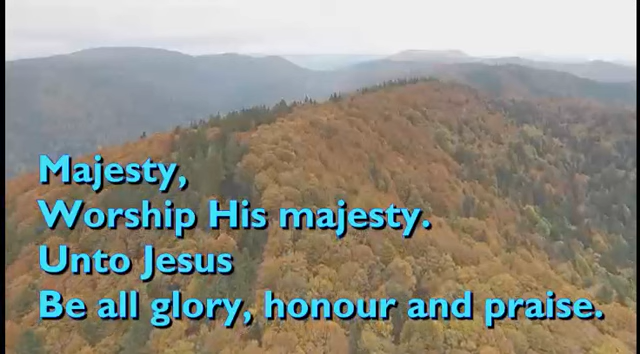 Majesty,
Worship His majesty.
Unto Jesus
Be all glory, honour and praise.